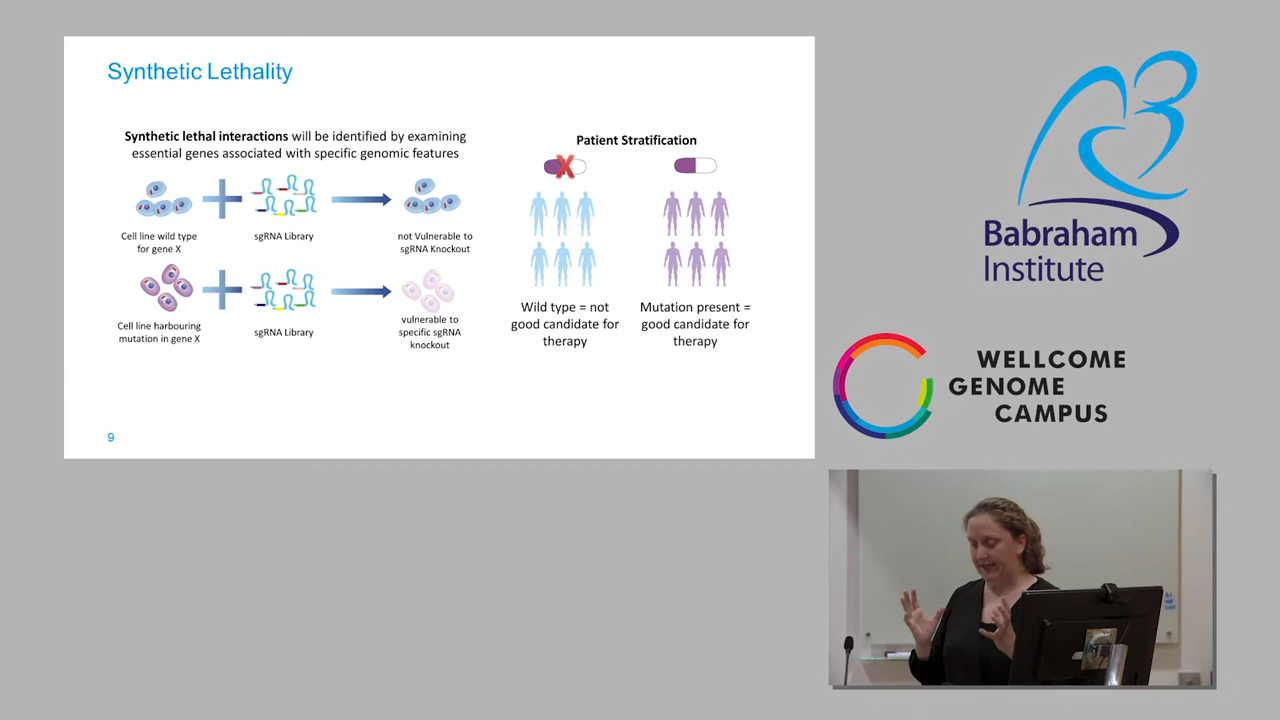 Synthetic Lethality
Synthetic lethal interactions will be identified by examining
essential genes associated with specific genomic features
Cell line wild type
for gene X
sgRNA Library
not Vulnerable to
sgRNA Knockout
Cell line harbouring
mutation in gene X
sgRNA Library
vulnerable to
specific sgRNA
knockout
Patient Stratification
Wild type = not
good candidate for
therapy
Mutation present =
good candidate for
therapy
9
Babraham
Institute
WELLCOME
GENOME
CAMPUS